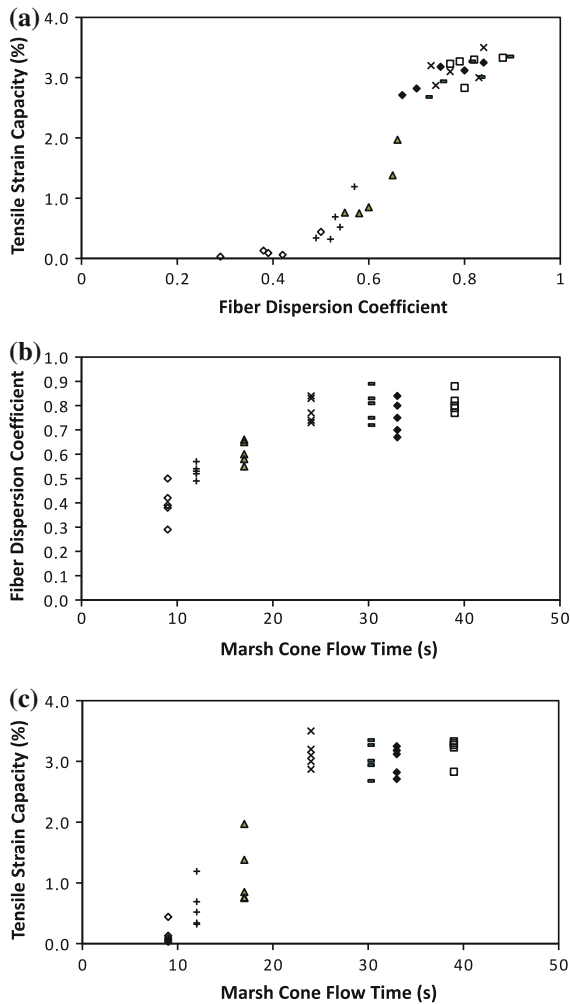 (a)
4.0
3.0
2.0
1.0
0.0
Tensile Strain Capacity (%)
0 0.2 0.4 0.6 0.8 1
Fiber Dispersion Coefficient
(b)
1.0
0.9
0.8
0.7
0.6
0.5
0.4
0.3
0.2
0.1
0.0
Fiber Dispersion Coefficient
0 10 20 30 40 50
Marsh Cone Flow Time (s)
(c)
4.0
3.0
2.0
1.0
0.0
Tensile Strain Capacity (%)
0 10 20 30 40 50
Marsh Cone Flow Time (s)